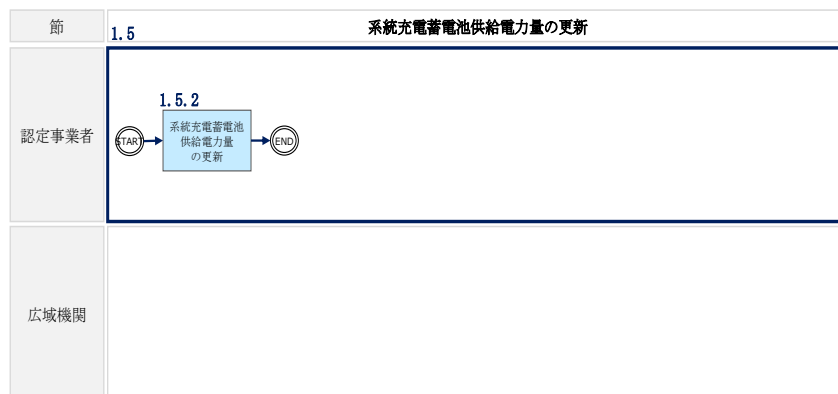 節
1.5
系統充電蓄電池供給電力量の更新
認定事業者
1.5.2
START
系統充電蓄電池
供給電力量
の更新
END
広域機関